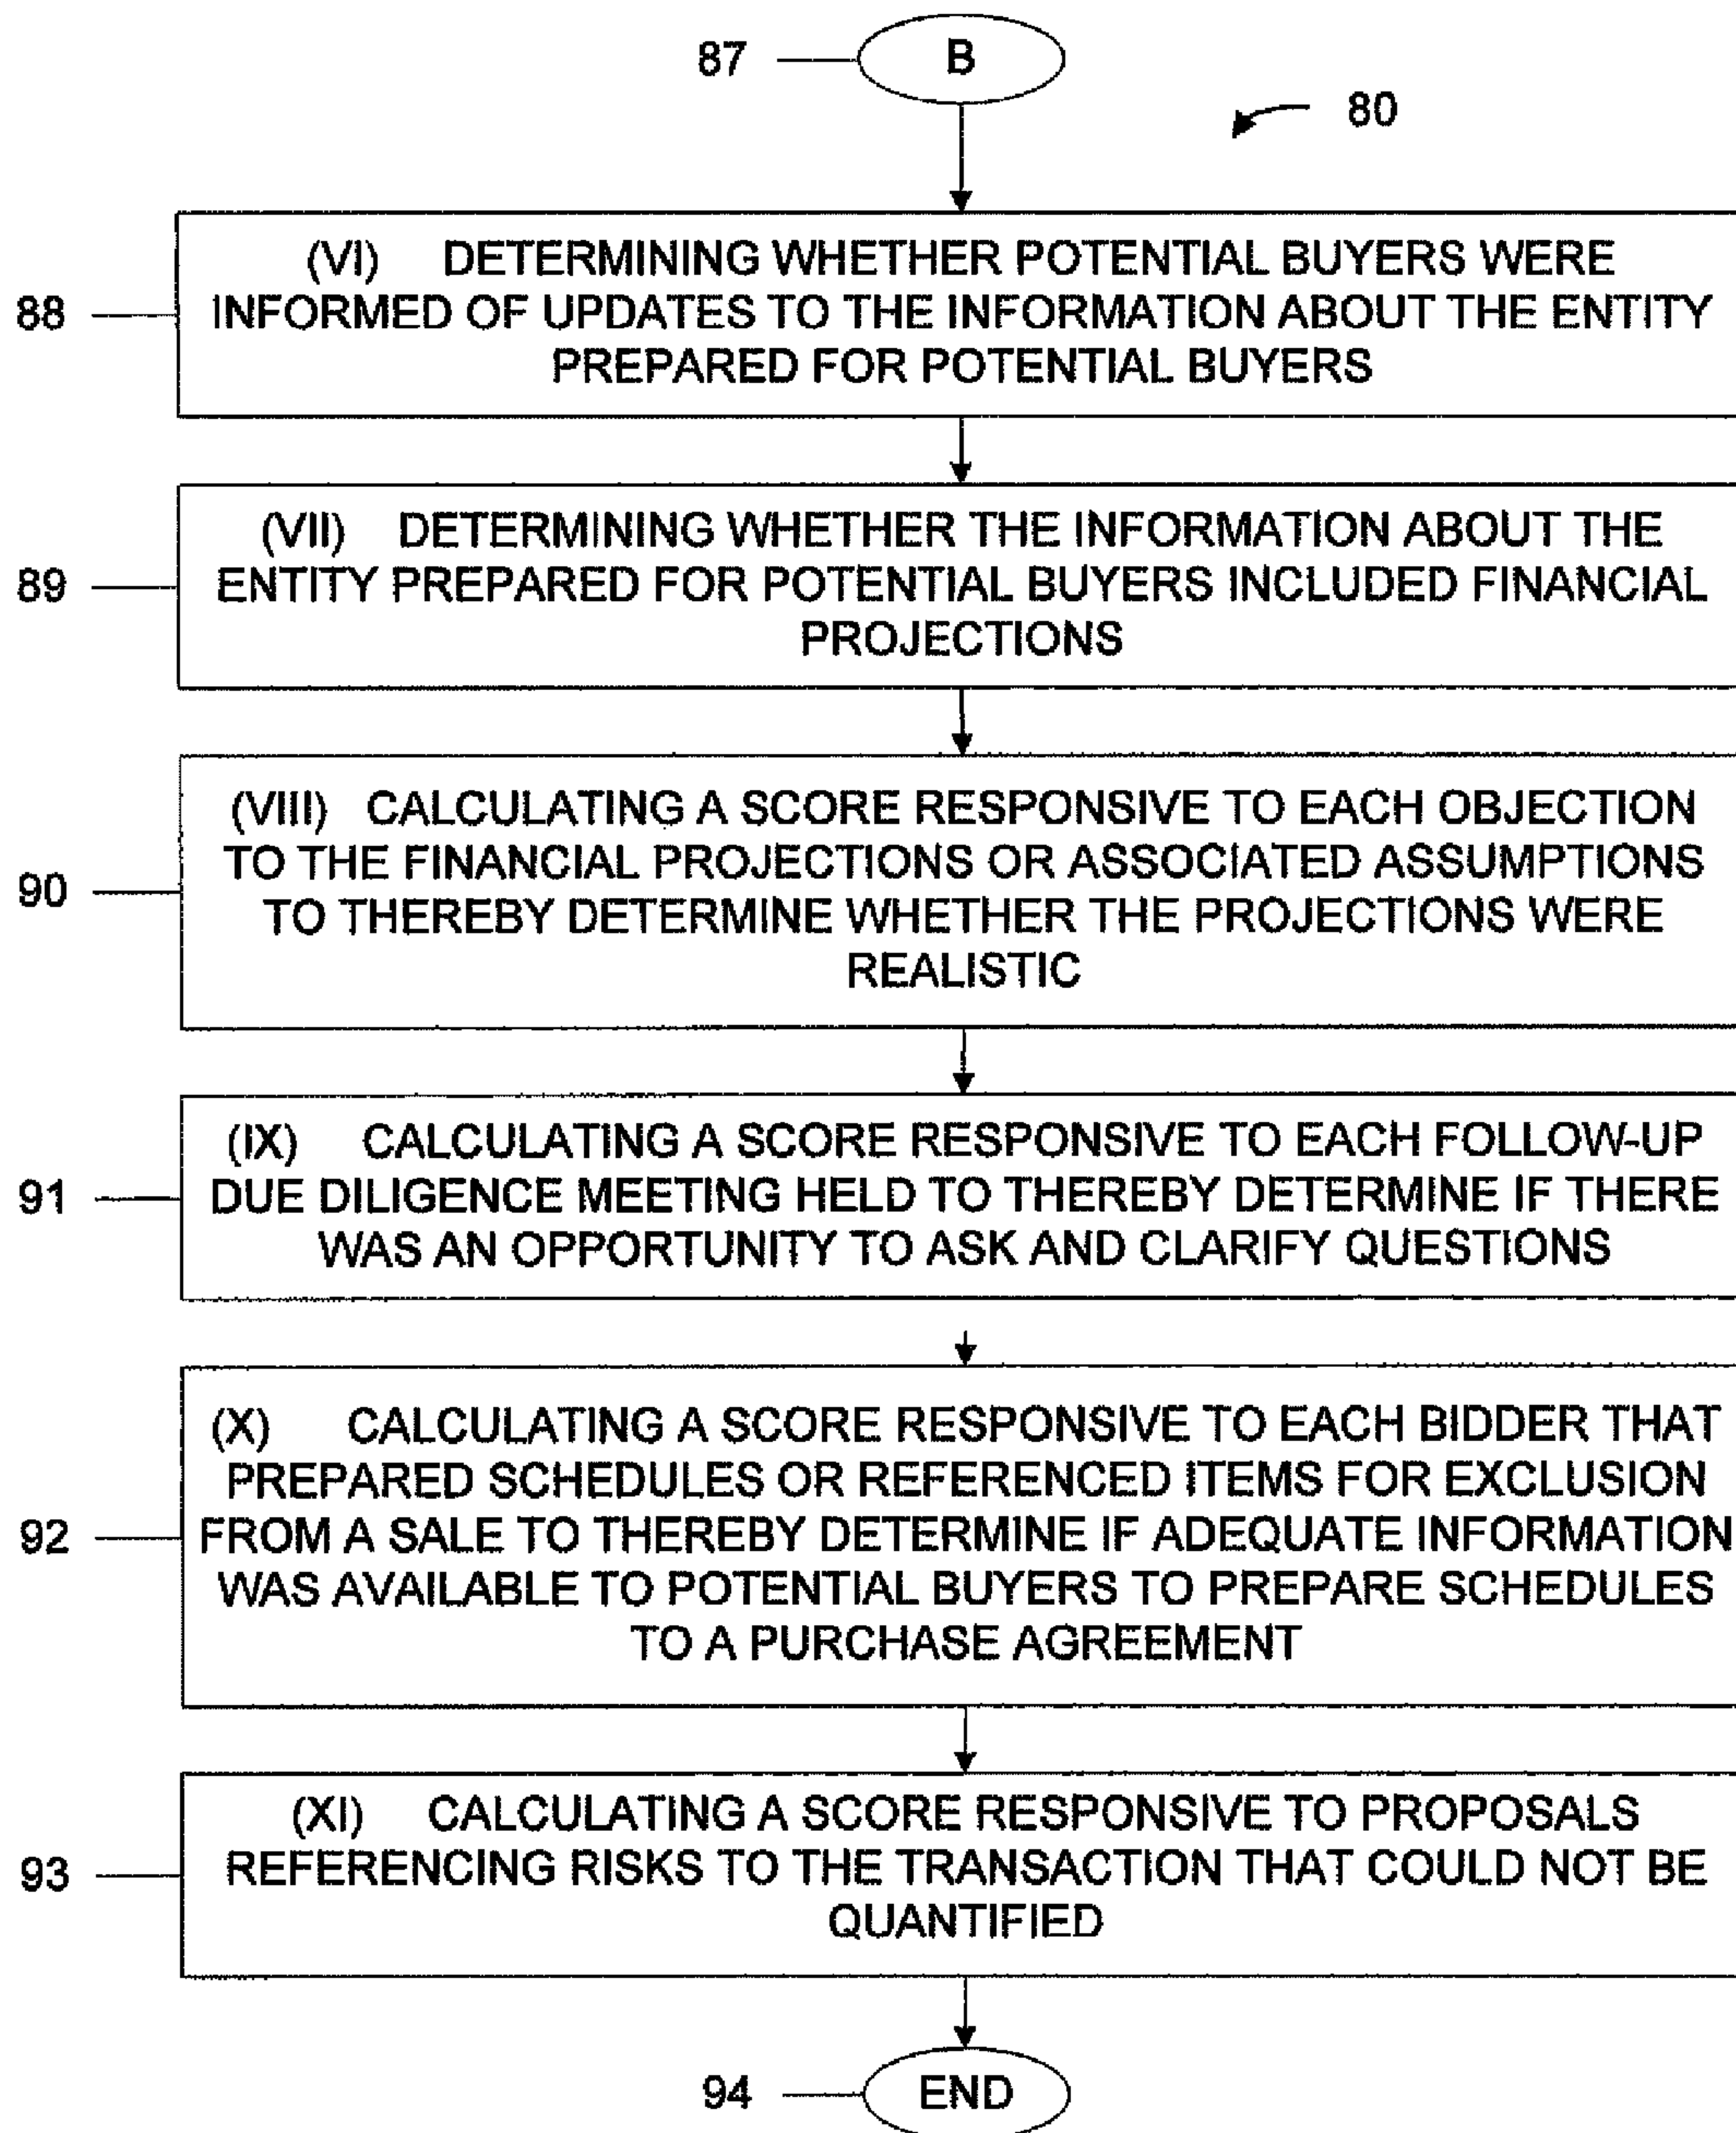 87
B
80
(VI) DETERMINING WHETHER POTENTIAL BUYERS WERE
INFORMED OF UPDATES TO THE INFORMATION ABOUT THE ENTITY
PREPARED FOR POTENTIAL BUYERS
88
(VII) DETERMINING WHETHER THE INFORMATION ABOUT THE
ENTITY PREPARED FOR POTENTIAL BUYERS INCLUDED FINANCIAL
PROJECTIONS
89
(VIII) CALCULATING A SCORE RESPONSIVE TO EACH OBJECTION
TO THE FINANCIAL PROJECTIONS OR ASSOCIATED ASSUMPTIONS
TO THEREBY DETERMINE WHETHER THE PROJECTIONS WERE
REALISTIC
90
(IX) CALCULATING A SCORE RESPONSIVE TO EACH FOLLOW-UP
DUE DILIGENCE MEETING HELD TO THEREBY DETERMINE IF THERE
WAS AN OPPORTUNITY TO ASK AND CLARIFY QUESTIONS
91
(X) CALCULATING A SCORE RESPONSIVE TO EACH BIDDER THAT
PREPARED SCHEDULES OR REFERENCED ITEMS FOR EXCLUSION
FROM A SALE TO THEREBY DETERMINE IF ADEQUATE INFORMATION
WAS AVAILABLE TO POTENTIAL BUYERS TO PREPARE SCHEDULES
TO A PURCHASE AGREEMENT
92
(XI) CALCULATING A SCORE RESPONSIVE TO PROPOSALS
REFERENCING RISKS TO THE TRANSACTION THAT COULD NOT BE
QUANTIFIED
93
94
END